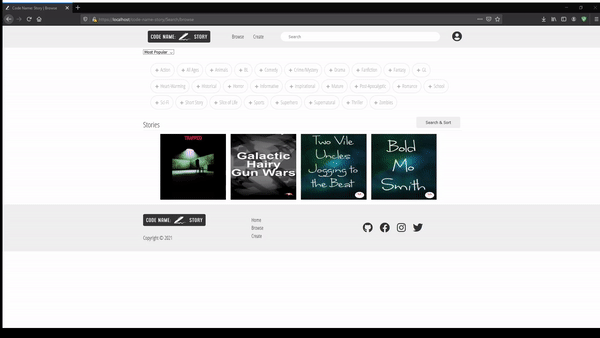 Code Name: Story | Browse
https://localhost/code-name-story/Search/browse
CODE NAME: STORY
Browse
Create
Search
Most Popular
+ Action + All Ages + Animals + BL + Comedy + Crime/Mystery + Drama + Fanfiction + Fantasy + GL
+ Heart-Warming + Historical + Horror + Informative + Inspirational + Mature + Post-Apocalyptic + Romance + School
+ Sci-Fi + Short Story + Slice of Life + Sports + Superhero + Supernatural + Thriller + Zombies
Stories
Search & Sort
TRAPPED
Galactic
Hairy
Gun Wars
Two Vile
Uncles
Jogging to
the Beat
Bold
Mo
Smith
CODE NAME: STORY
Copyright © 2021
Home
Browse
Create